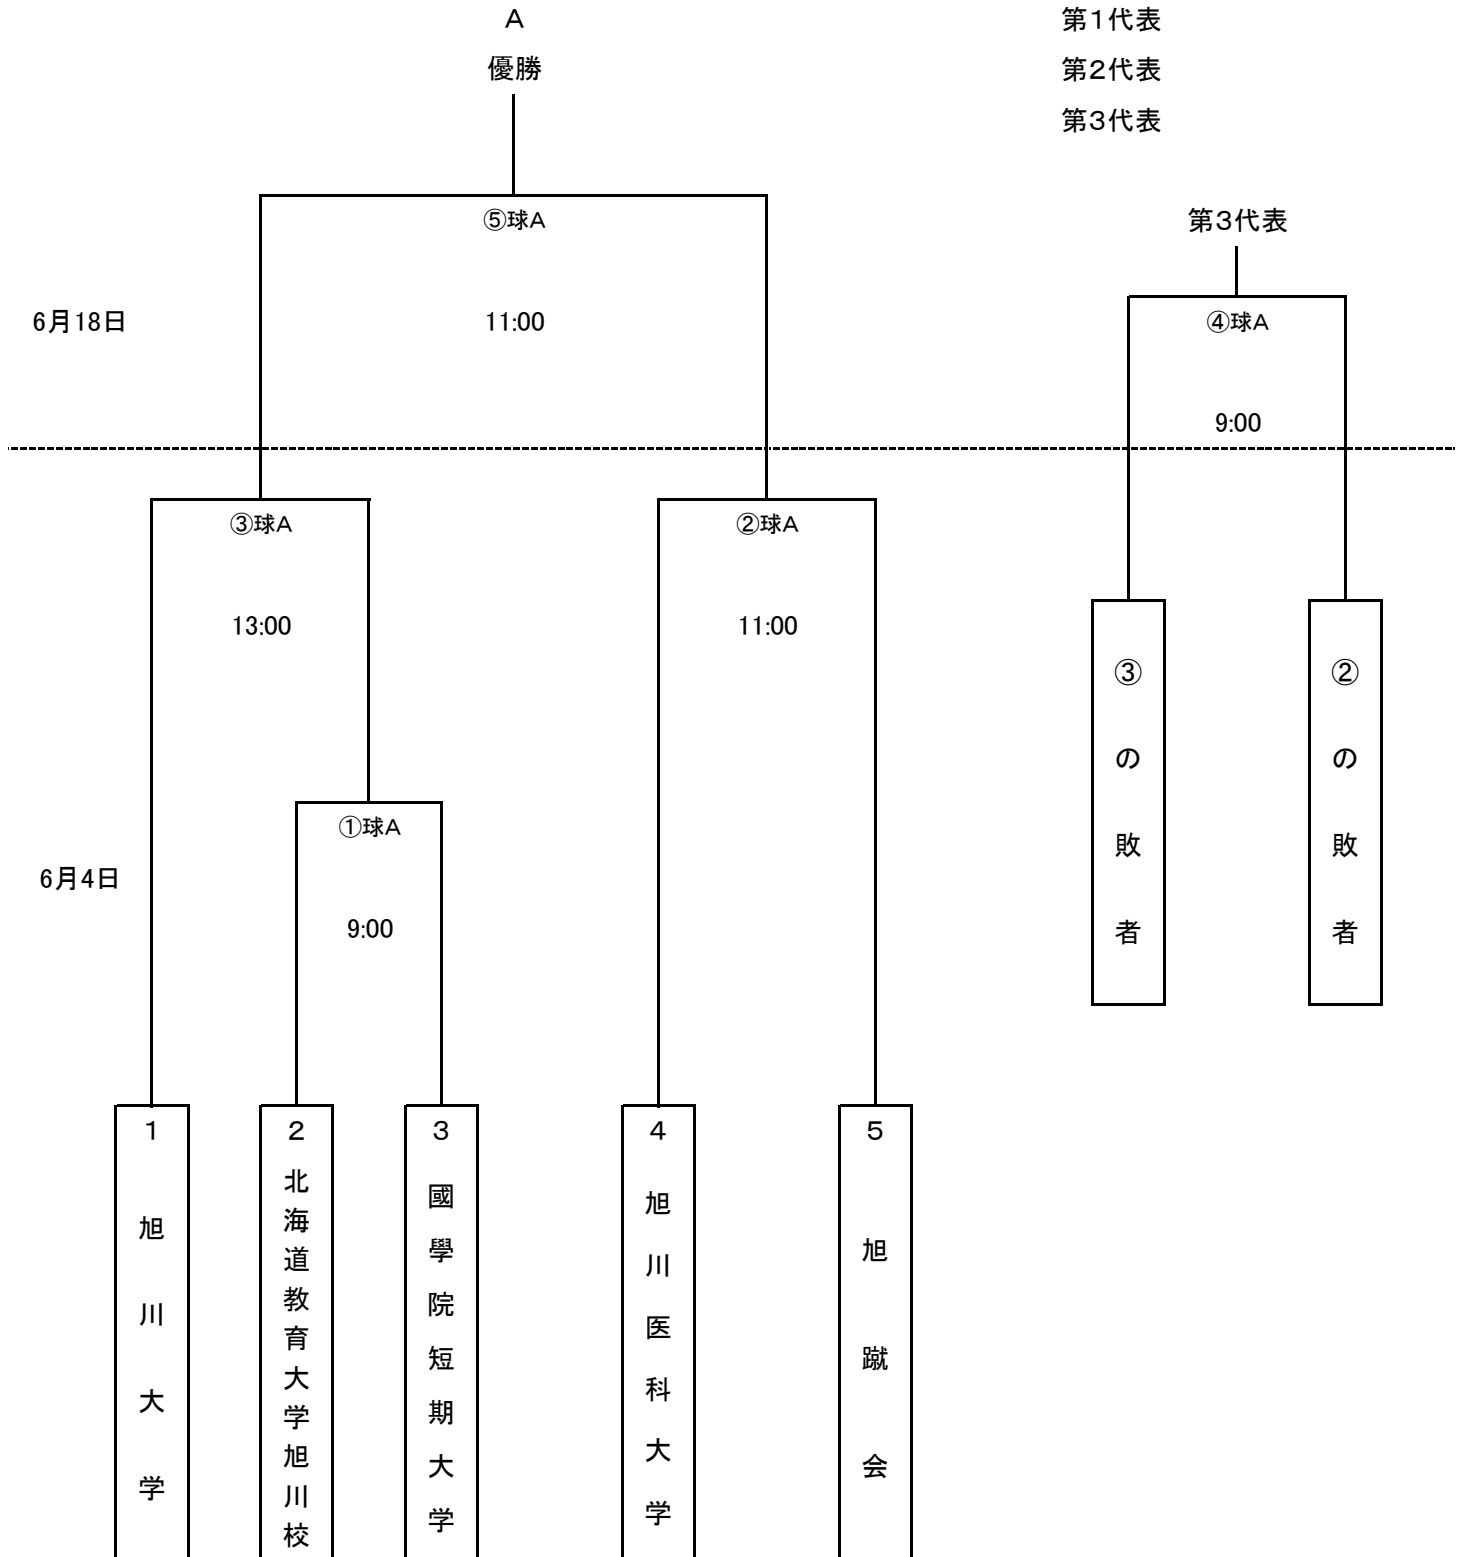 A
優勝
第1代表
第2代表
第3代表
⑤球A
第3代表
6月18日
11:00
④球A
9:00
③球A
②球A
13:00
11:00
③の敗者
②の敗者
①球A
6月4日
9:00
1
旭川大学
2
北海道教育大学旭川校
3
國學院短期大学
4
旭川医科大学
5
旭蹴会